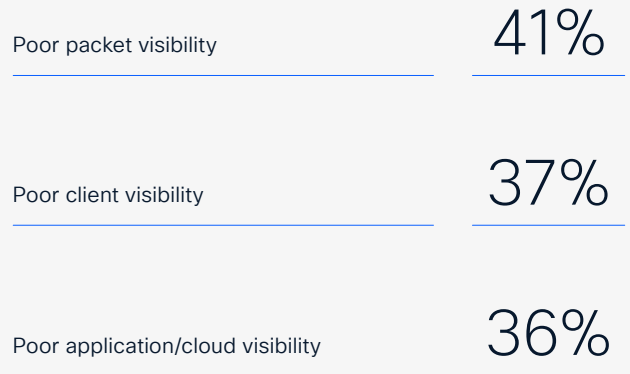 Poor packet visibility 41%
Poor client visibility 37%
Poor application/cloud visibility 36%